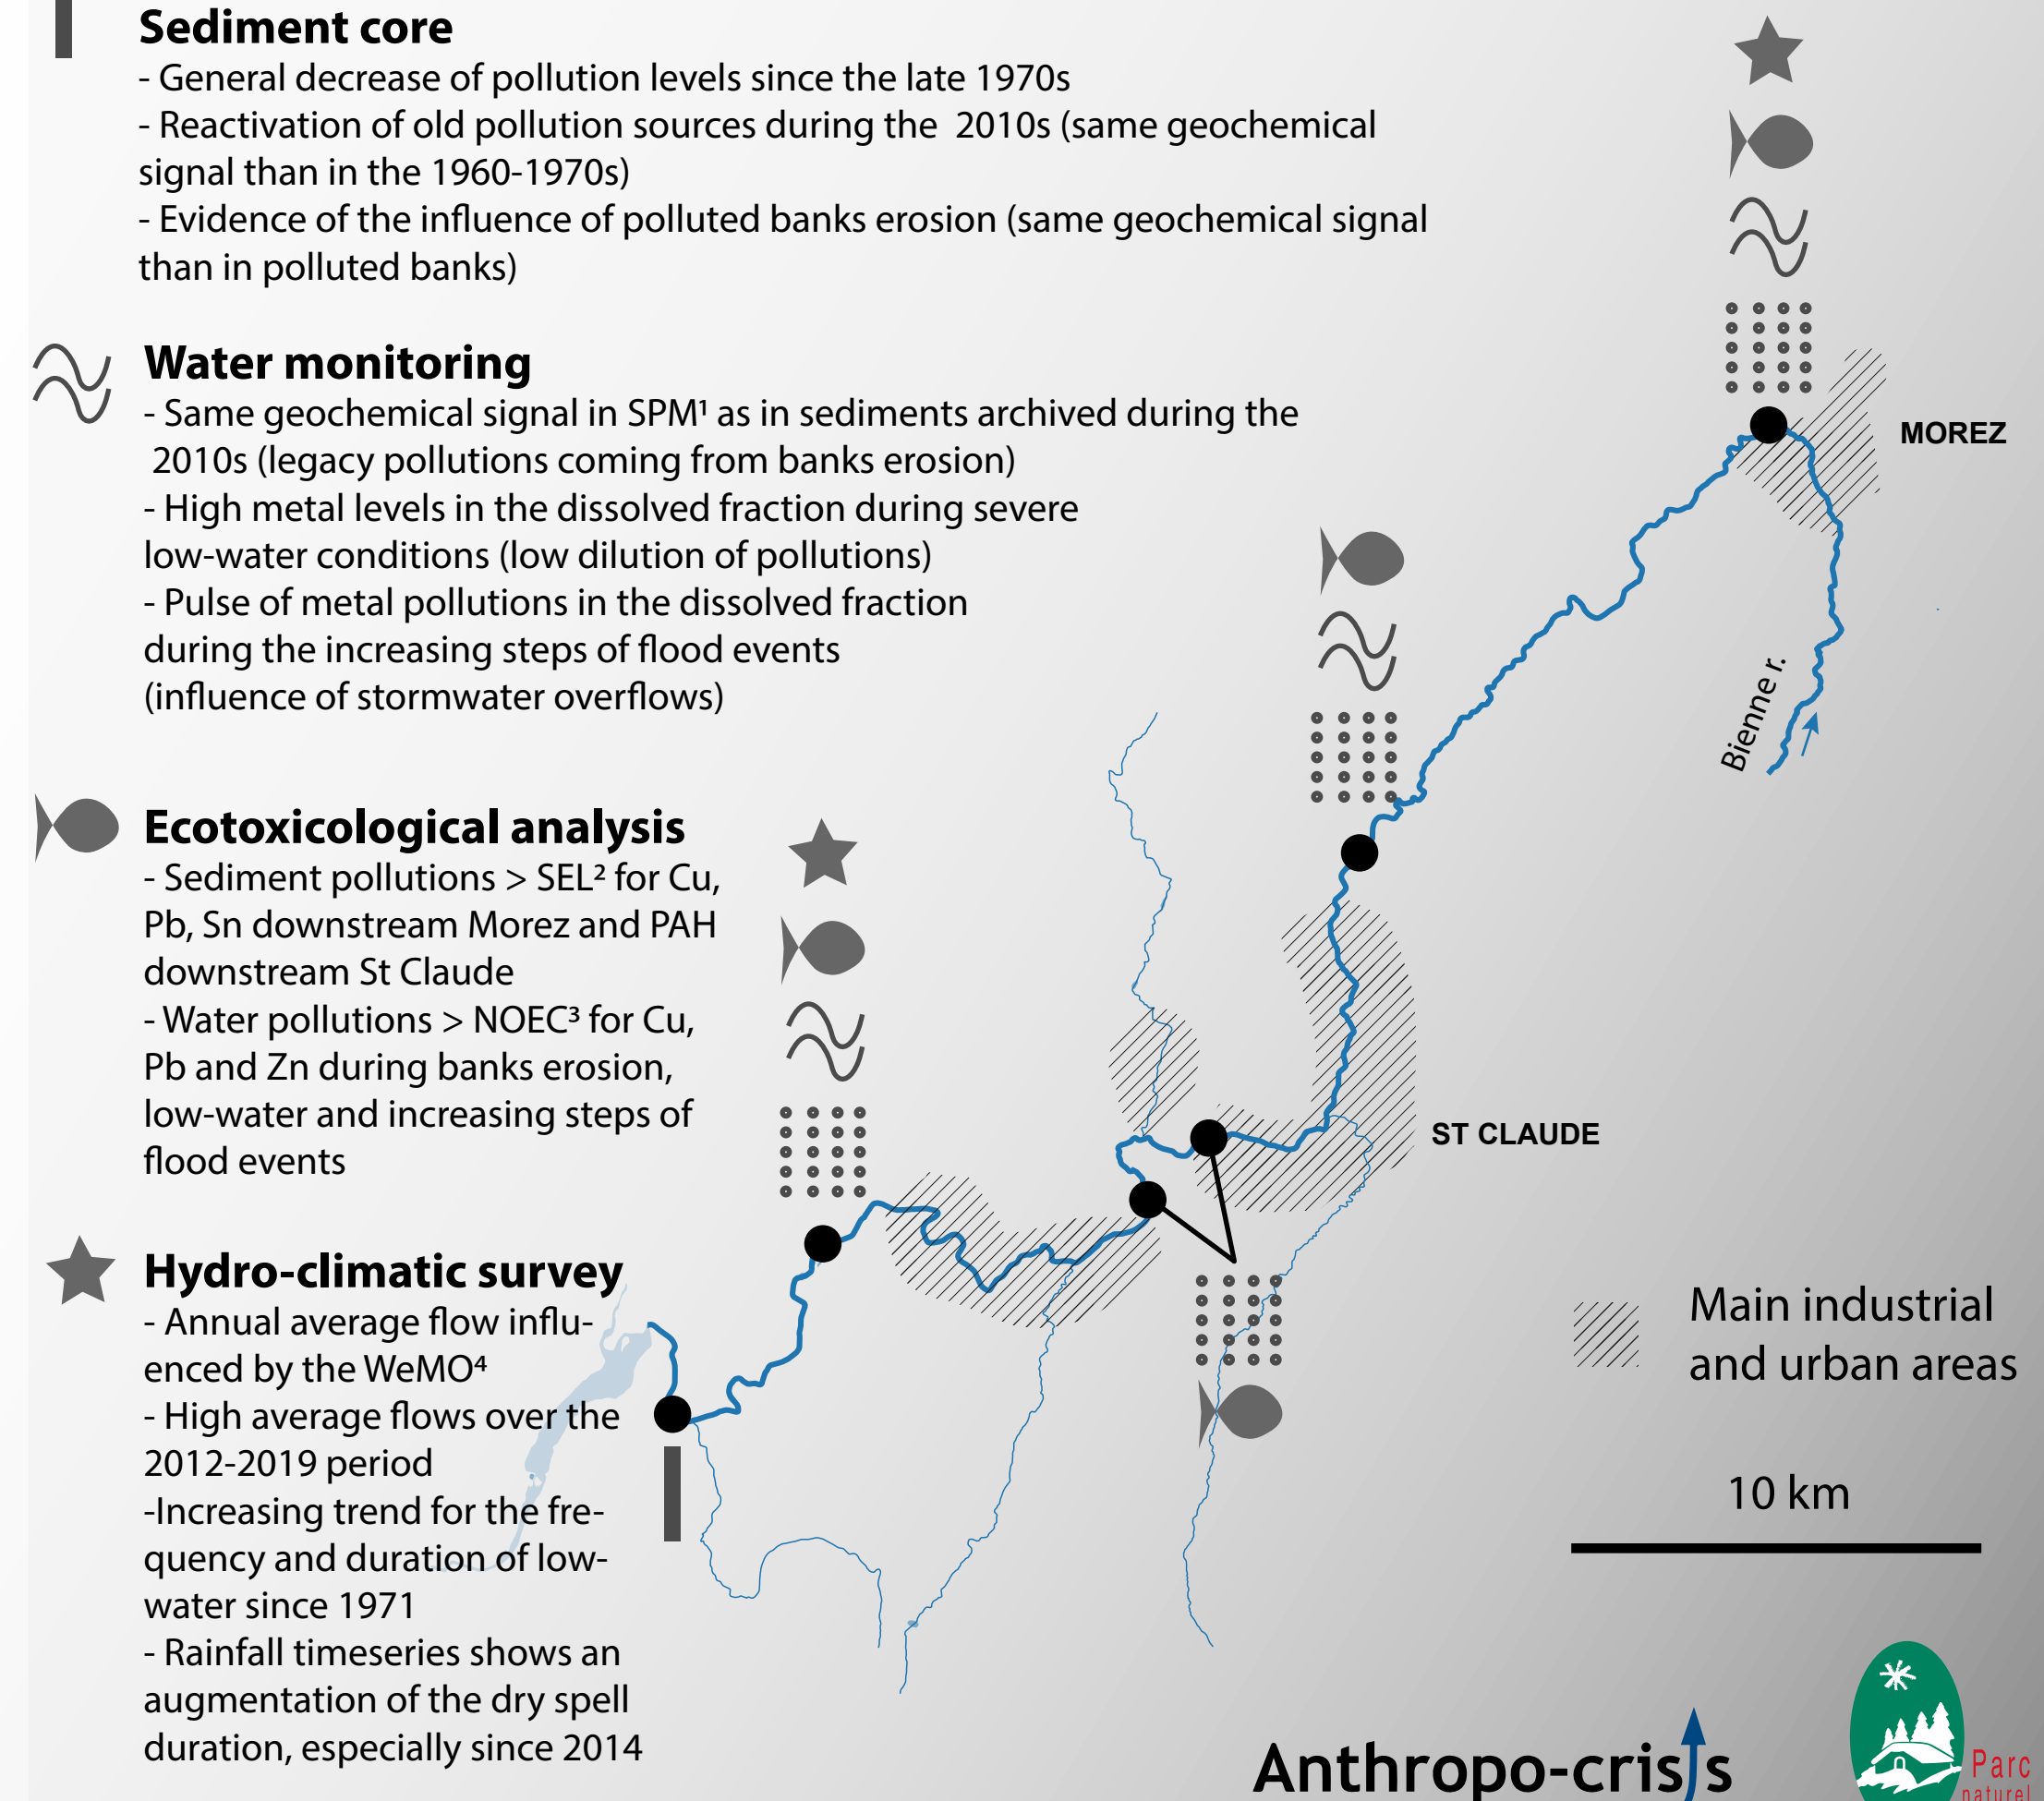 Sediment core
- General decrease of pollution levels since the late 1970s
- Reactivation of old pollution sources during the  2010s (same geochemical
signal than in the 1960-1970s)
- Evidence of the influence of polluted banks erosion (same geochemical signal
than in polluted banks)
Water monitoring
- Same geochemical signal in SPM¹ as in sediments archived during the
2010s (legacy pollutions coming from banks erosion)
- High metal levels in the dissolved fraction during severe
low-water conditions (low dilution of pollutions)
- Pulse of metal pollutions in the dissolved fraction
during the increasing steps of flood events
(influence of stormwater overflows)
Ecotoxicological analysis
- Sediment pollutions > SEL² for Cu,
Pb, Sn downstream Morez and PAH
downstream St Claude
- Water pollutions > NOEC³ for Cu,
Pb and Zn during banks erosion,
low-water and increasing steps of
flood events
Hydro-climatic survey
- Annual average flow influ-
enced by the WeMO⁴
- High average flows over the
2012-2019 period
-Increasing trend for the fre-
quency and duration of low-
water since 1971
- Rainfall timeseries shows an
augmentation of the dry spell
duration, especially since 2014
MOREZ
Bienne r.
ST CLAUDE
Main industrial
and urban areas
10 km
Anthropo-crisis
Parc
naturel